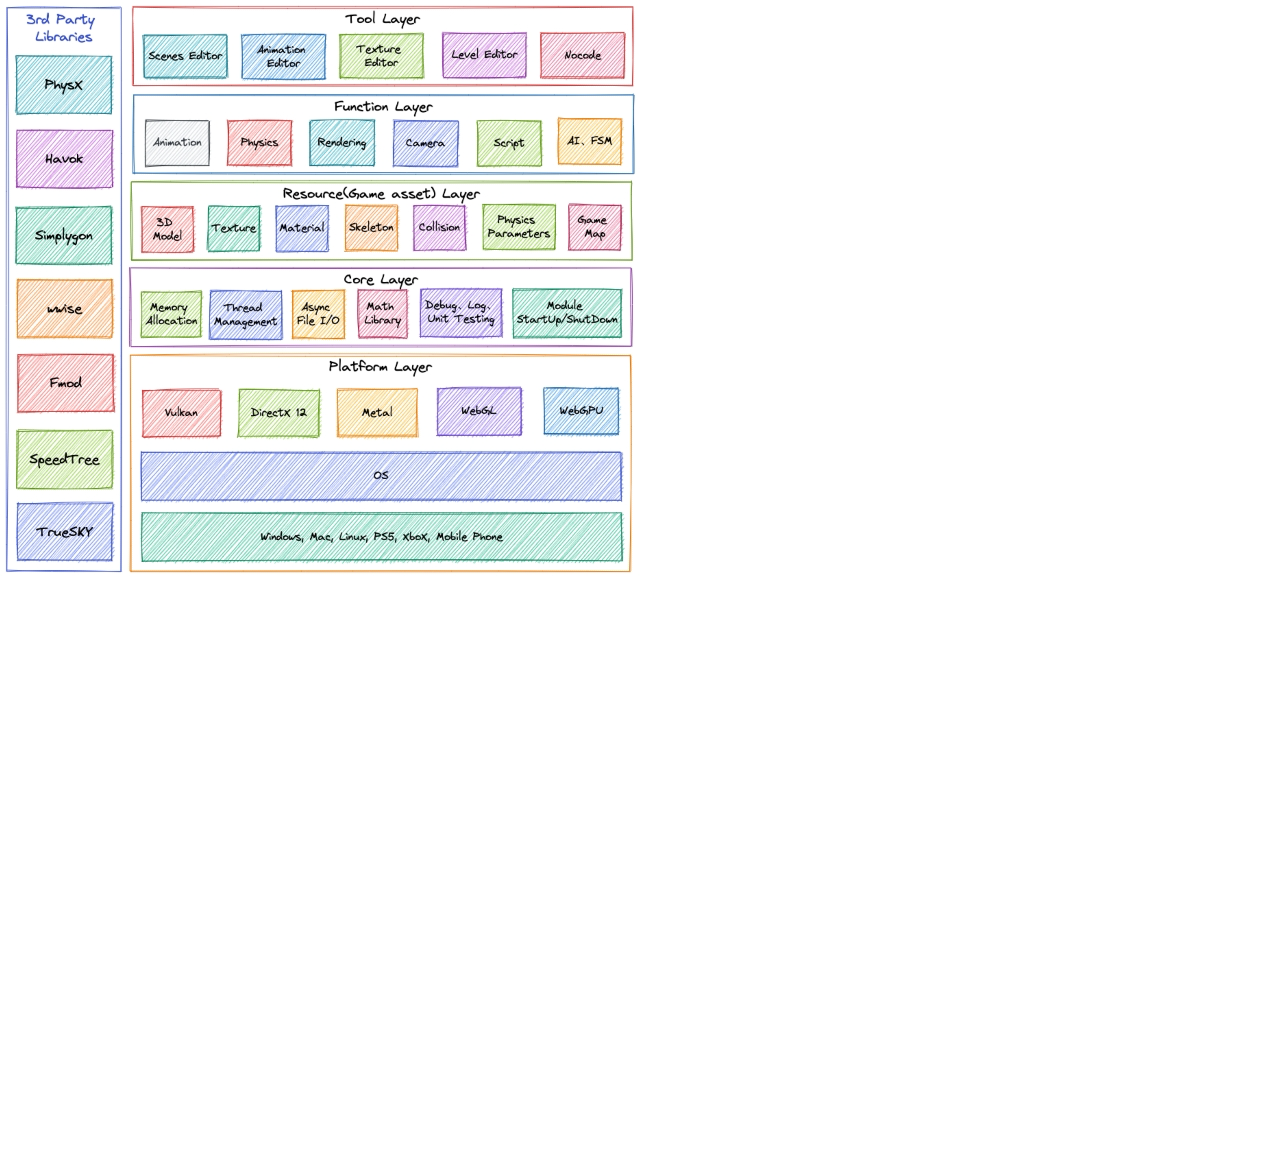 3rd Party
Libraries
PhysX
Havok
Simplygon
wwise
Fmod
SpeedTree
TrueSKY
Tool Layer
Scenes Editor
Animation
Editor
Texture
Editor
Level Editor
Nocode
Function Layer
Animation
Physics
Rendering
Camera
Script
AI、FSM
Resource(Game asset) Layer
3D
Model
Texture
Material
Skeleton
Collision
Physics
Parameters
Game
Map
Core Layer
Memory
Allocation
Thread
Management
Async
File I/O
Math
Library
Debug、Log、
Unit Testing
Module
StartUp/ShutDown
Platform Layer
Vulkan
DirectX 12
Metal
WebGL
WebGPU
OS
Windows, Mac, Linux, PS5, XboX, Mobile Phone